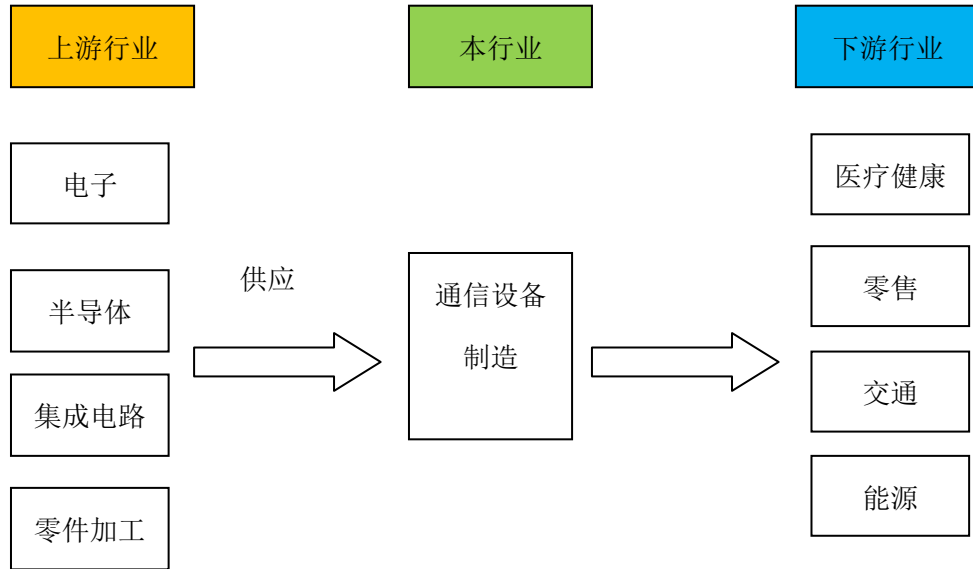 上游行业
本行业
下游行业
电子
半导体
集成电路
零件加工
供应
通信设备
制造
医疗健康
零售
交通
能源